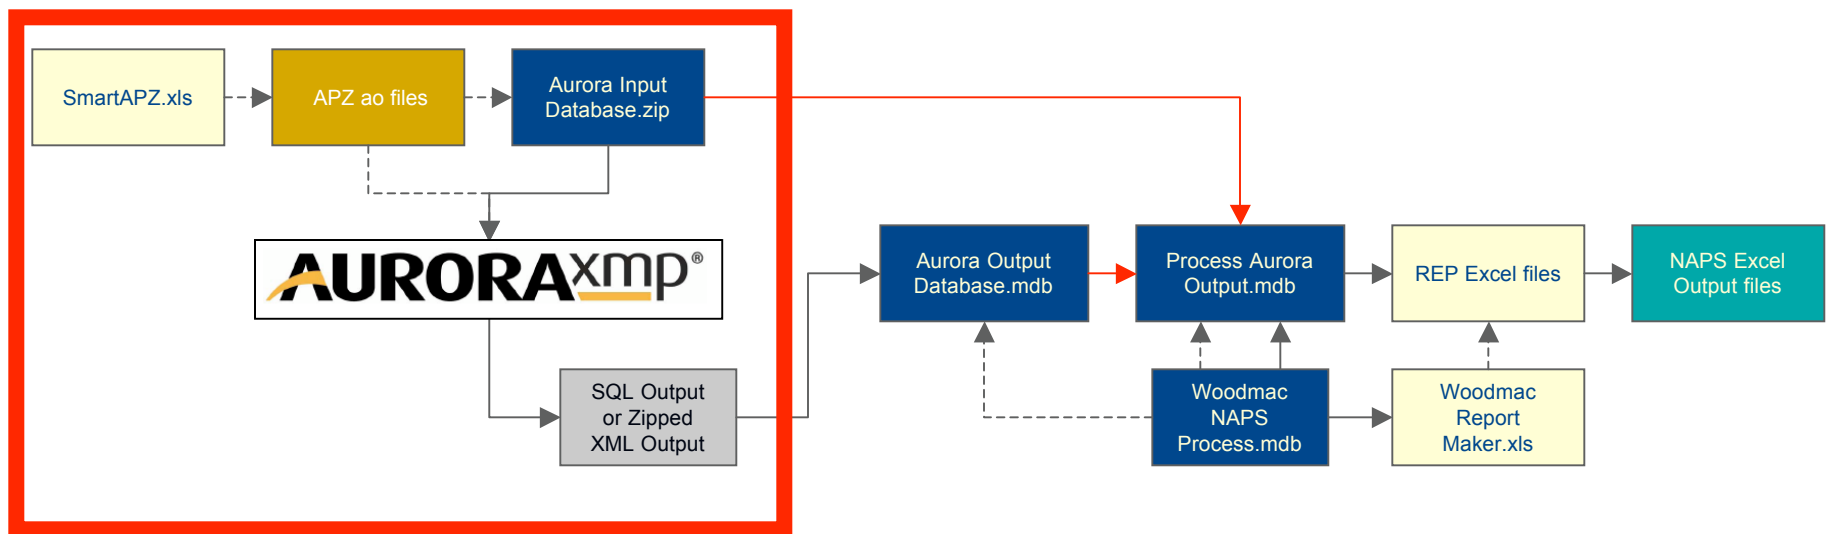 SmartAPZ.xls
APZ ao files
Aurora Input
Database.zip
AURORAxmp®
SQL Output
or Zipped
XML Output
Aurora Output
Database.mdb
Process Aurora
Output.mdb
REP Excel files
NAPS Excel
Output files
Woodmac
NAPS
Process.mdb
Woodmac
Report
Maker.xls